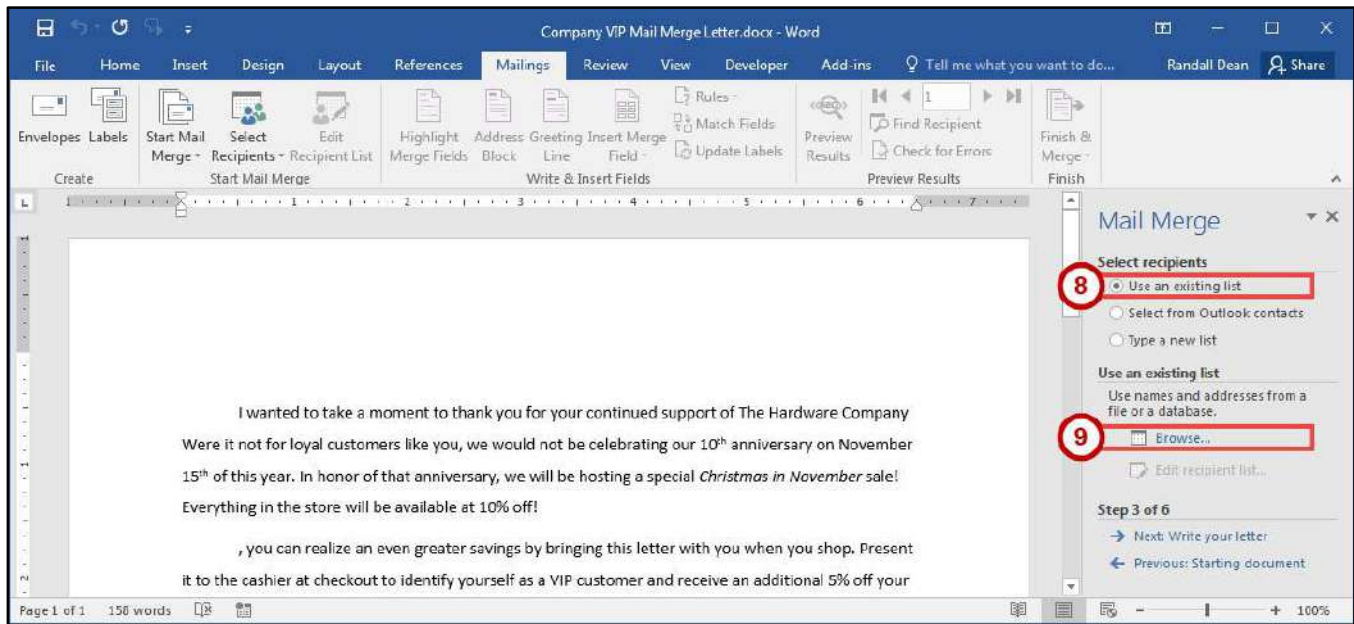 Company VIP Mail Merge Letter.docx - Word
File Home Insert Design Layout References Mailings Review View Developer Add-ins Tell me what you want to do... Randall Dean Share
Envelopes Labels Start Mail Merge Select Recipients Edit Recipient List Highlight Merge Fields Address Block Greeting Line Insert Merge Field Rules Match Fields Update Labels Preview Results 1 Find Recipient Check for Errors Finish & Merge
Create Start Mail Merge Write & Insert Fields Preview Results Finish
L 1 1 2 3 4 5 6 7
Mail Merge
Select recipients
8 Use an existing list
Select from Outlook contacts
Type a new list
Use an existing list
Use names and addresses from a
file or a database.
9 Browse...
Edit recipient list...
Step 3 of 6
Next: Write your letter
Previous: Starting document
I wanted to take a moment to thank you for your continued support of The Hardware Company
Were it not for loyal customers like you, we would not be celebrating our 10th anniversary on November
15th of this year. In honor of that anniversary, we will be hosting a special Christmas in November sale!
Everything in the store will be available at 10% off!
, you can realize an even greater savings by bringing this letter with you when you shop. Present
it to the cashier at checkout to identify yourself as a VIP customer and receive an additional 5% off your
Page 1 of 1 158 words 100%